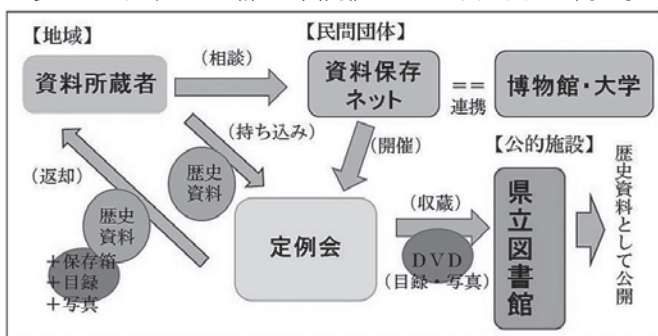 【地域】
【民間団体】
資料所蔵者
(相談)
資料保存
ネット
==
連携
博物館・大学
(持ち込み)
(開催)
【公的施設】
(返却)
歴史
資料
歴史
資料
+保存箱
+目録
+写真
定例会
(収蔵)
DVD
(目録・写真)
県立図書館
歴史資料として公開